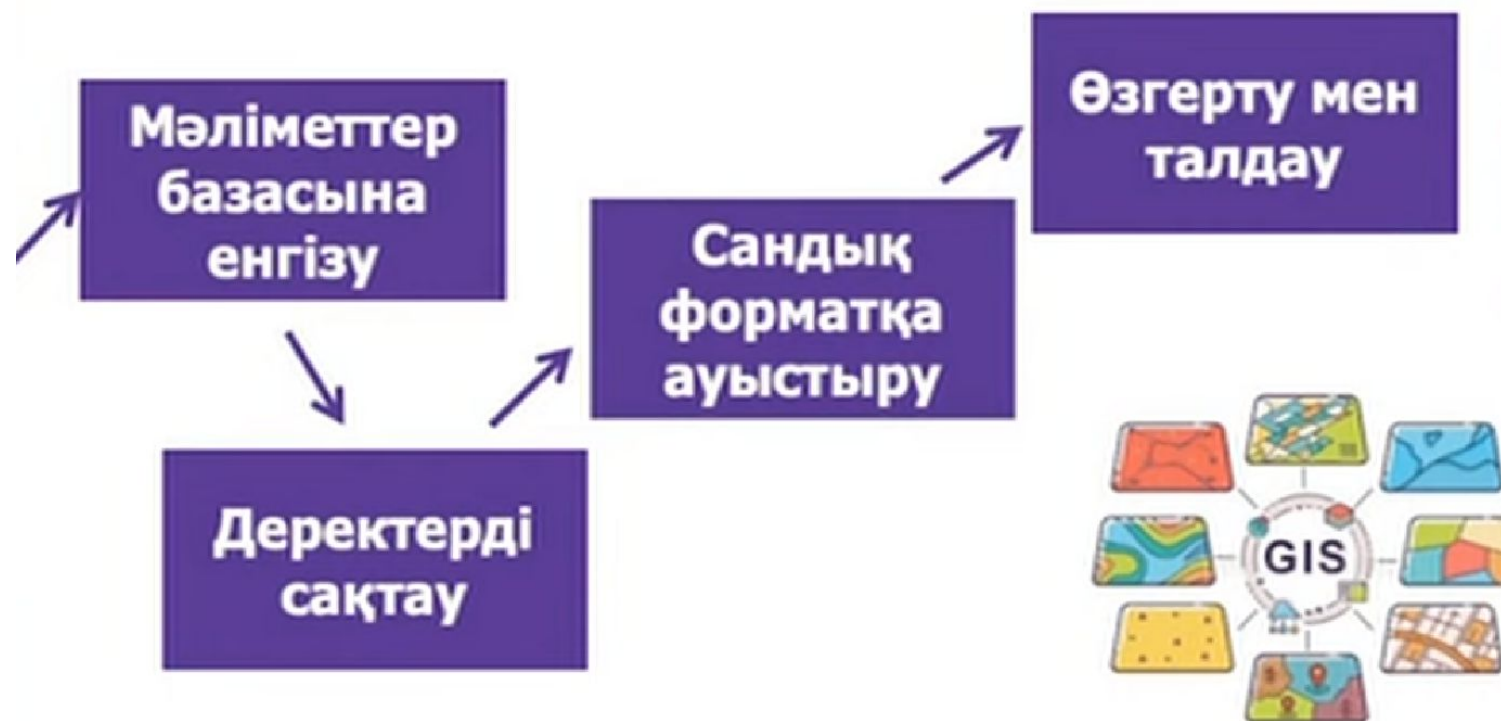 Мәліметтер
базасына
енгізу
Деректерді
сақтау
Сандық
форматқа
ауыстыру
Өзгерту мен
талдау
GIS